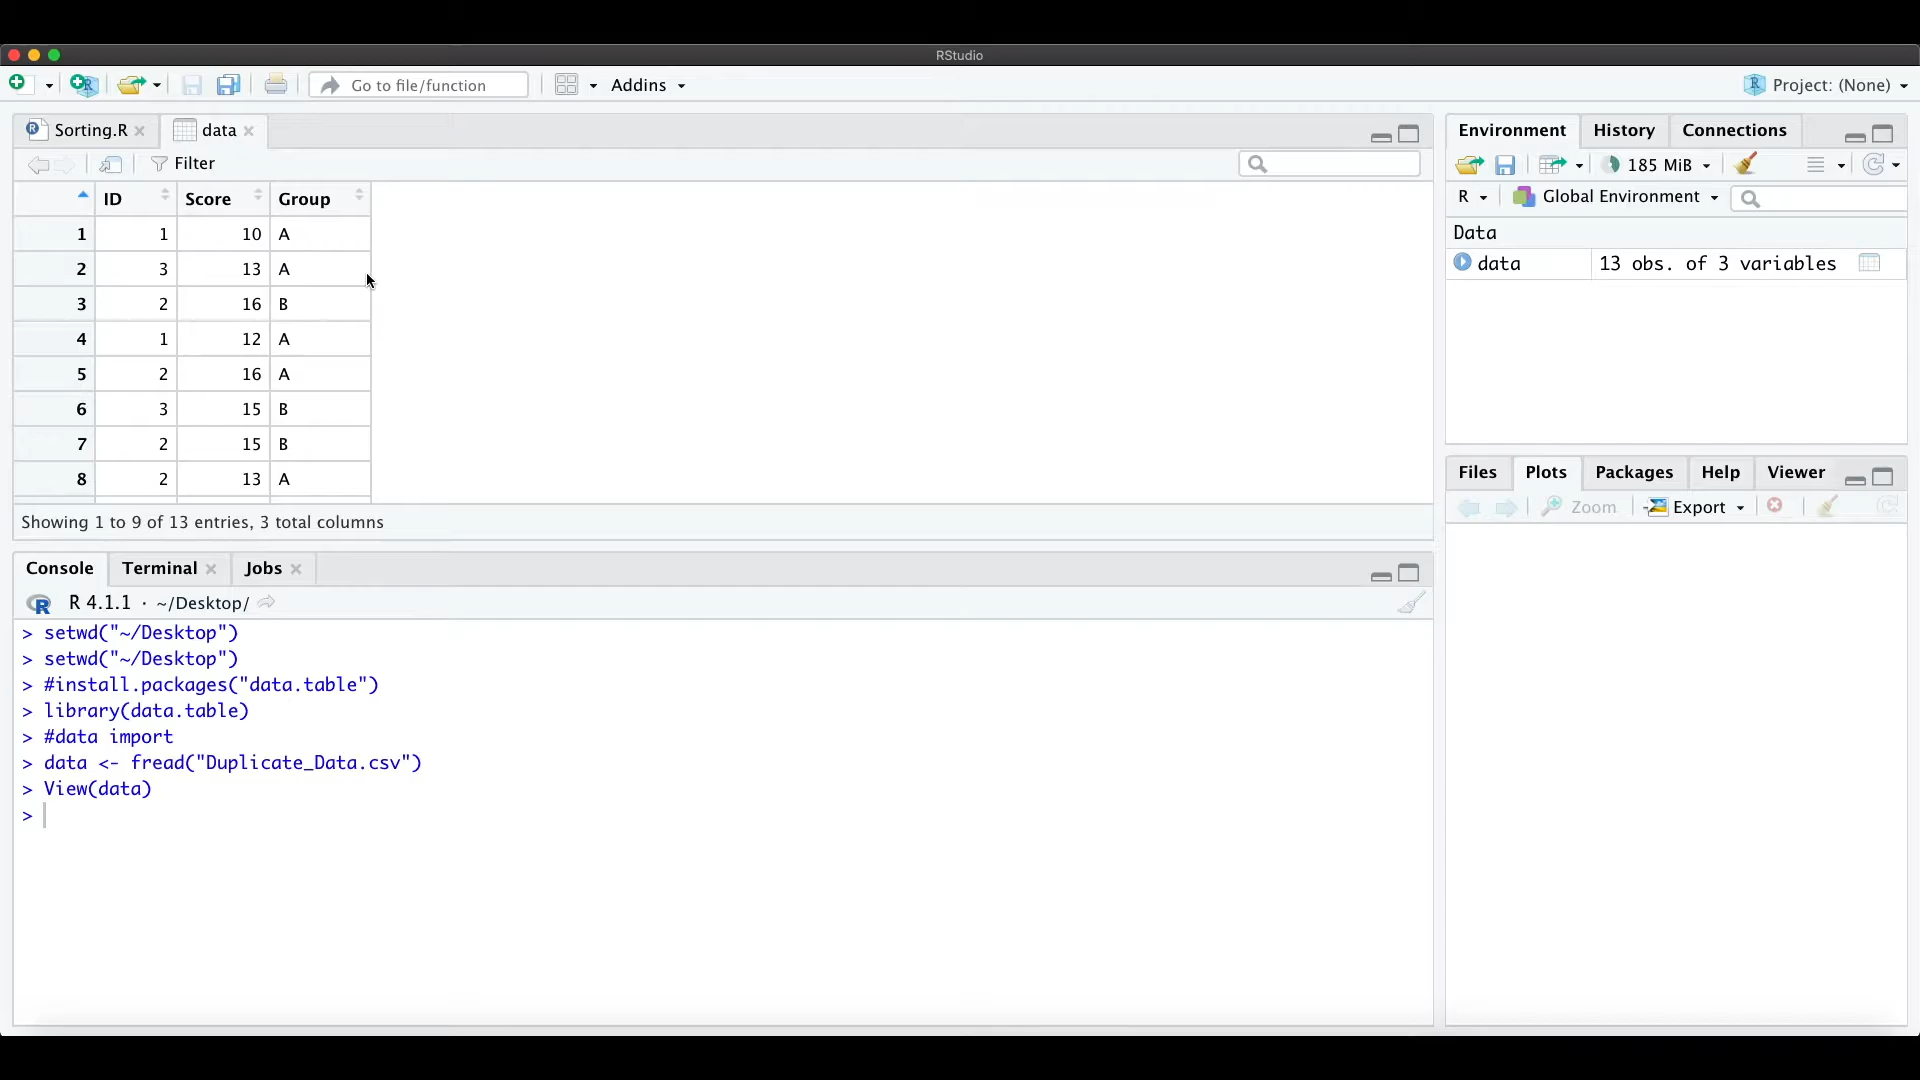 RStudio
Go to file/function
Addins
Project: (None)
Sorting.R
data
Filter
ID Score Group
1 1 10 A
2 3 13 A
3 2 16 B
4 1 12 A
5 2 16 A
6 3 15 B
7 2 15 B
8 2 13 A
Showing 1 to 9 of 13 entries, 3 total columns
Console Terminal Jobs
R 4.1.1 · ~/Desktop/
> setwd("~/Desktop")
> setwd("~/Desktop")
> #install.packages("data.table")
> library(data.table)
> #data import
> data <- fread("Duplicate_Data.csv")
> View(data)
>
Environment History Connections
185 MiB
R Global Environment
Data
data 13 obs. of 3 variables
Files Plots Packages Help Viewer
Zoom Export